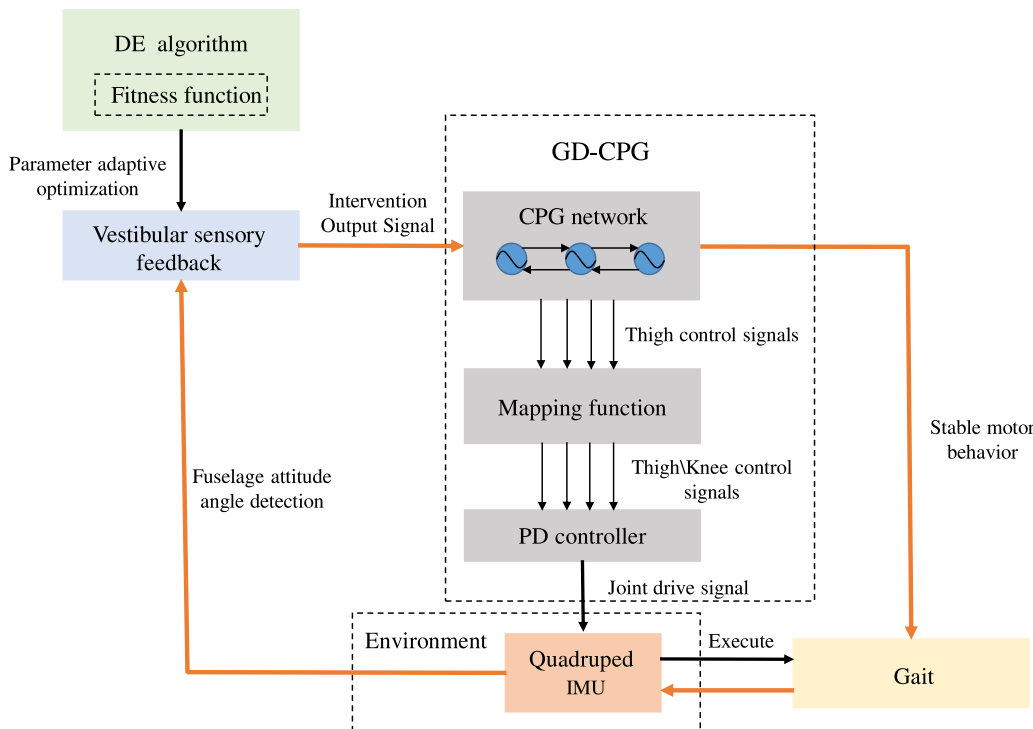 DE algorithm
Fitness function
Parameter adaptive
optimization
Vestibular sensory
feedback
Intervention
Output Signal
GD-CPG
CPG network
Thigh control signals
Mapping function
Thigh\Knee control
signals
PD controller
Joint drive signal
Stable motor
behavior
Fuselage attitude
angle detection
Environment
Quadruped
IMU
Execute
Gait